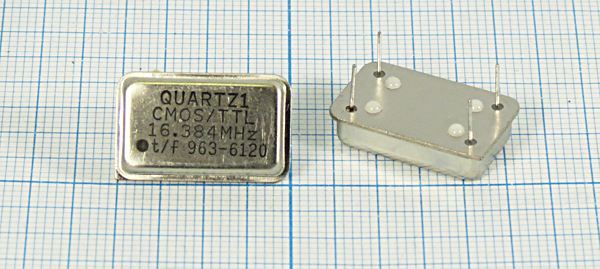 QUARTZ1
CMOS/TTL
16.384MHz
t/f 963-6120